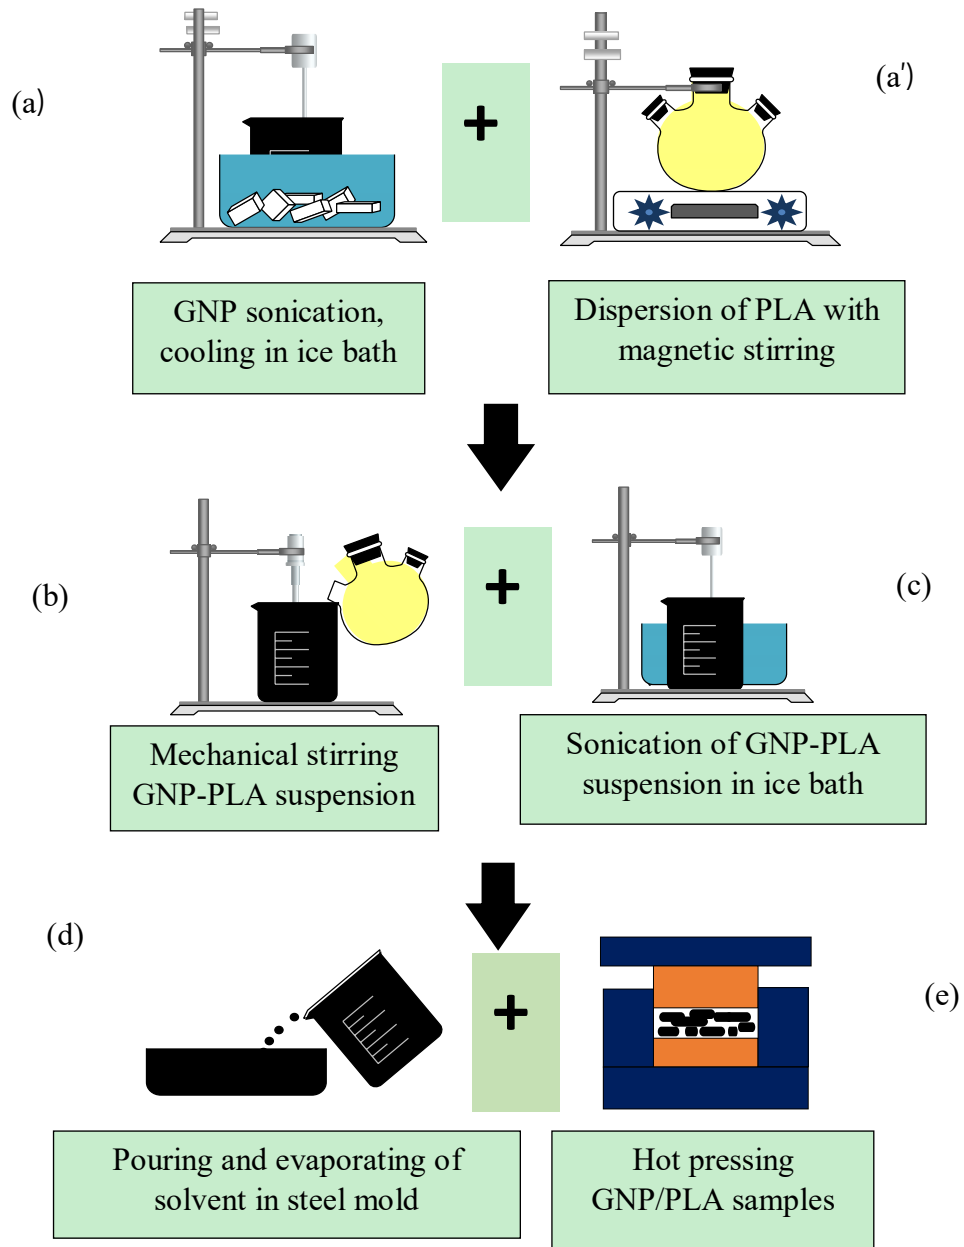 (a)
+
(a')
GNP sonication,
cooling in ice bath
Dispersion of PLA with
magnetic stirring
(b)
+
(c)
Mechanical stirring
GNP-PLA suspension
Sonication of GNP-PLA
suspension in ice bath
(d)
+
(e)
Pouring and evaporating of
solvent in steel mold
Hot pressing
GNP/PLA samples